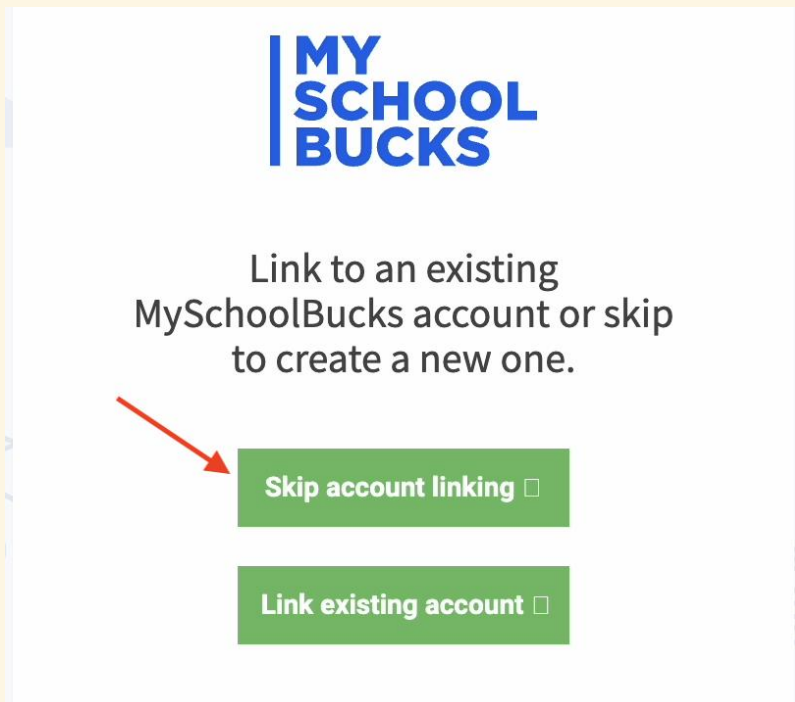 MY
SCHOOL
BUCKS
Link to an existing
MySchoolBucks account or skip
to create a new one.
Skip account linking
Link existing account